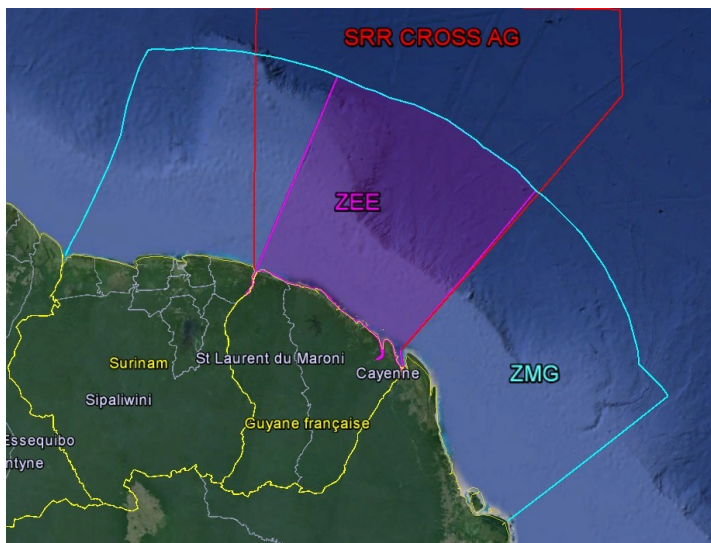 SRR CROSS AG
ZEE
ZMG
Surinam
St Laurent du Maroni
Cayenne
Sipaliwini
Guyane française
Essequibo
ntyne